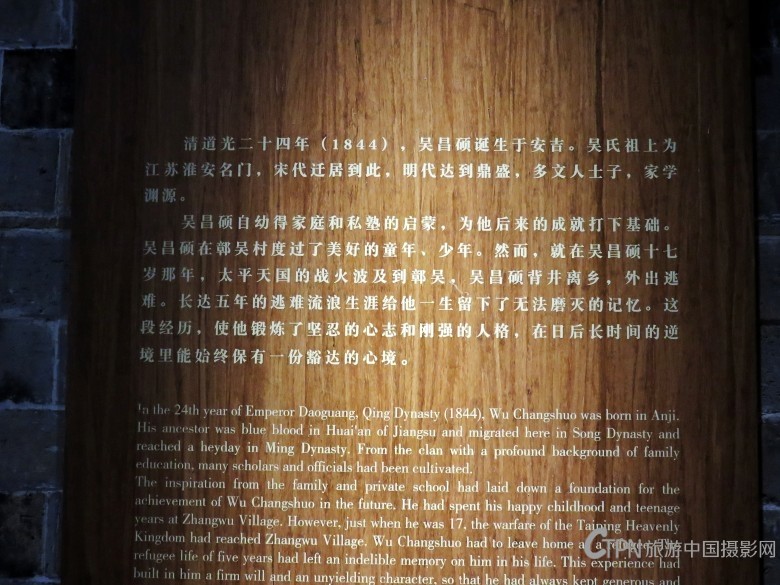 清道光二十四年（1844），吴昌硕诞生于安吉。吴氏祖上为
江苏淮安名门，宋代迁居到此，明代达到鼎盛，多文人士子，家学
渊源。
吴昌硕自幼得家庭和私塾的启蒙，为他后来的成就打下基础。
吴昌硕在鄣吴村度过了美好的童年、少年。然而，就在吴昌硕十七
岁那年，太平天国的战火波及到鄣吴，吴昌硕背井离乡，外出逃
难。长达五年的逃难流浪生涯给他一生留下了无法磨灭的记忆。这
段经历，使他锻炼了坚忍的心志和刚强的人格，在日后长时间的逆
境里能始终保有一份豁达的心境。
In the 24th year of Emperor Daoguang, Qing Dynasty (1844), Wu Changshuo was born in Anji.
His ancestor was blue blood in Huai'an of Jiangsu and migrated here in Song Dynasty and
reached a heyday in Ming Dynasty. From the clan with a profound background of family
education, many scholars and officials had been cultivated.
The inspiration from the family and private school had laid down a foundation for the
achievement of Wu Changshuo in the future. He had spent his happy childhood and teenage
years at Zhangwu Village. However, just when he was 17, the warfare of the Taiping Heavenly
Kingdom had reached Zhangwu Village. Wu Changshuo had to leave home as a
refugee life of five years had left an indelible memory on him in his life. This experience had
built in him a firm will and an unyielding character, so that he had always kept generous and
CTPN旅游中国摄影网